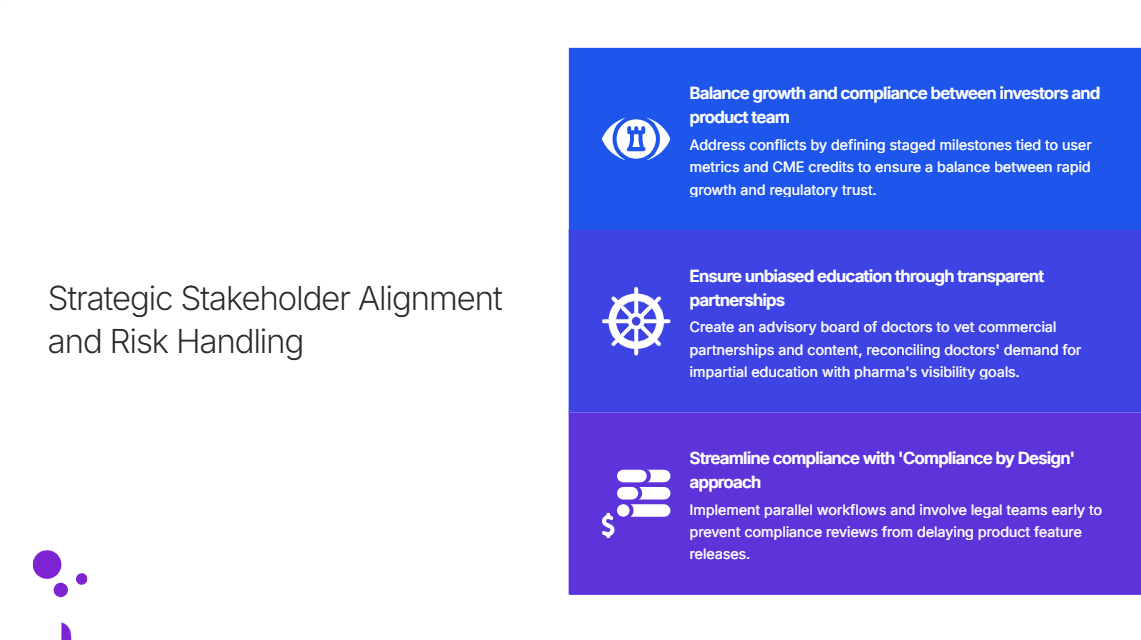 Strategic Stakeholder Alignment
and Risk Handling
Balance growth and compliance between investors and
product team
Address conflicts by defining staged milestones tied to user
metrics and CME credits to ensure a balance between rapid
growth and regulatory trust.
Ensure unbiased education through transparent
partnerships
Create an advisory board of doctors to vet commercial
partnerships and content, reconciling doctors' demand for
impartial education with pharma's visibility goals.
Streamline compliance with 'Compliance by Design'
approach
$
Implement parallel workflows and involve legal teams early to
prevent compliance reviews from delaying product feature
releases.